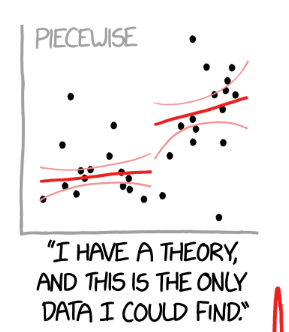 PIECEWISE
"I HAVE A THEORY,
AND THIS IS THE ONLY
DATA I COULD FIND."